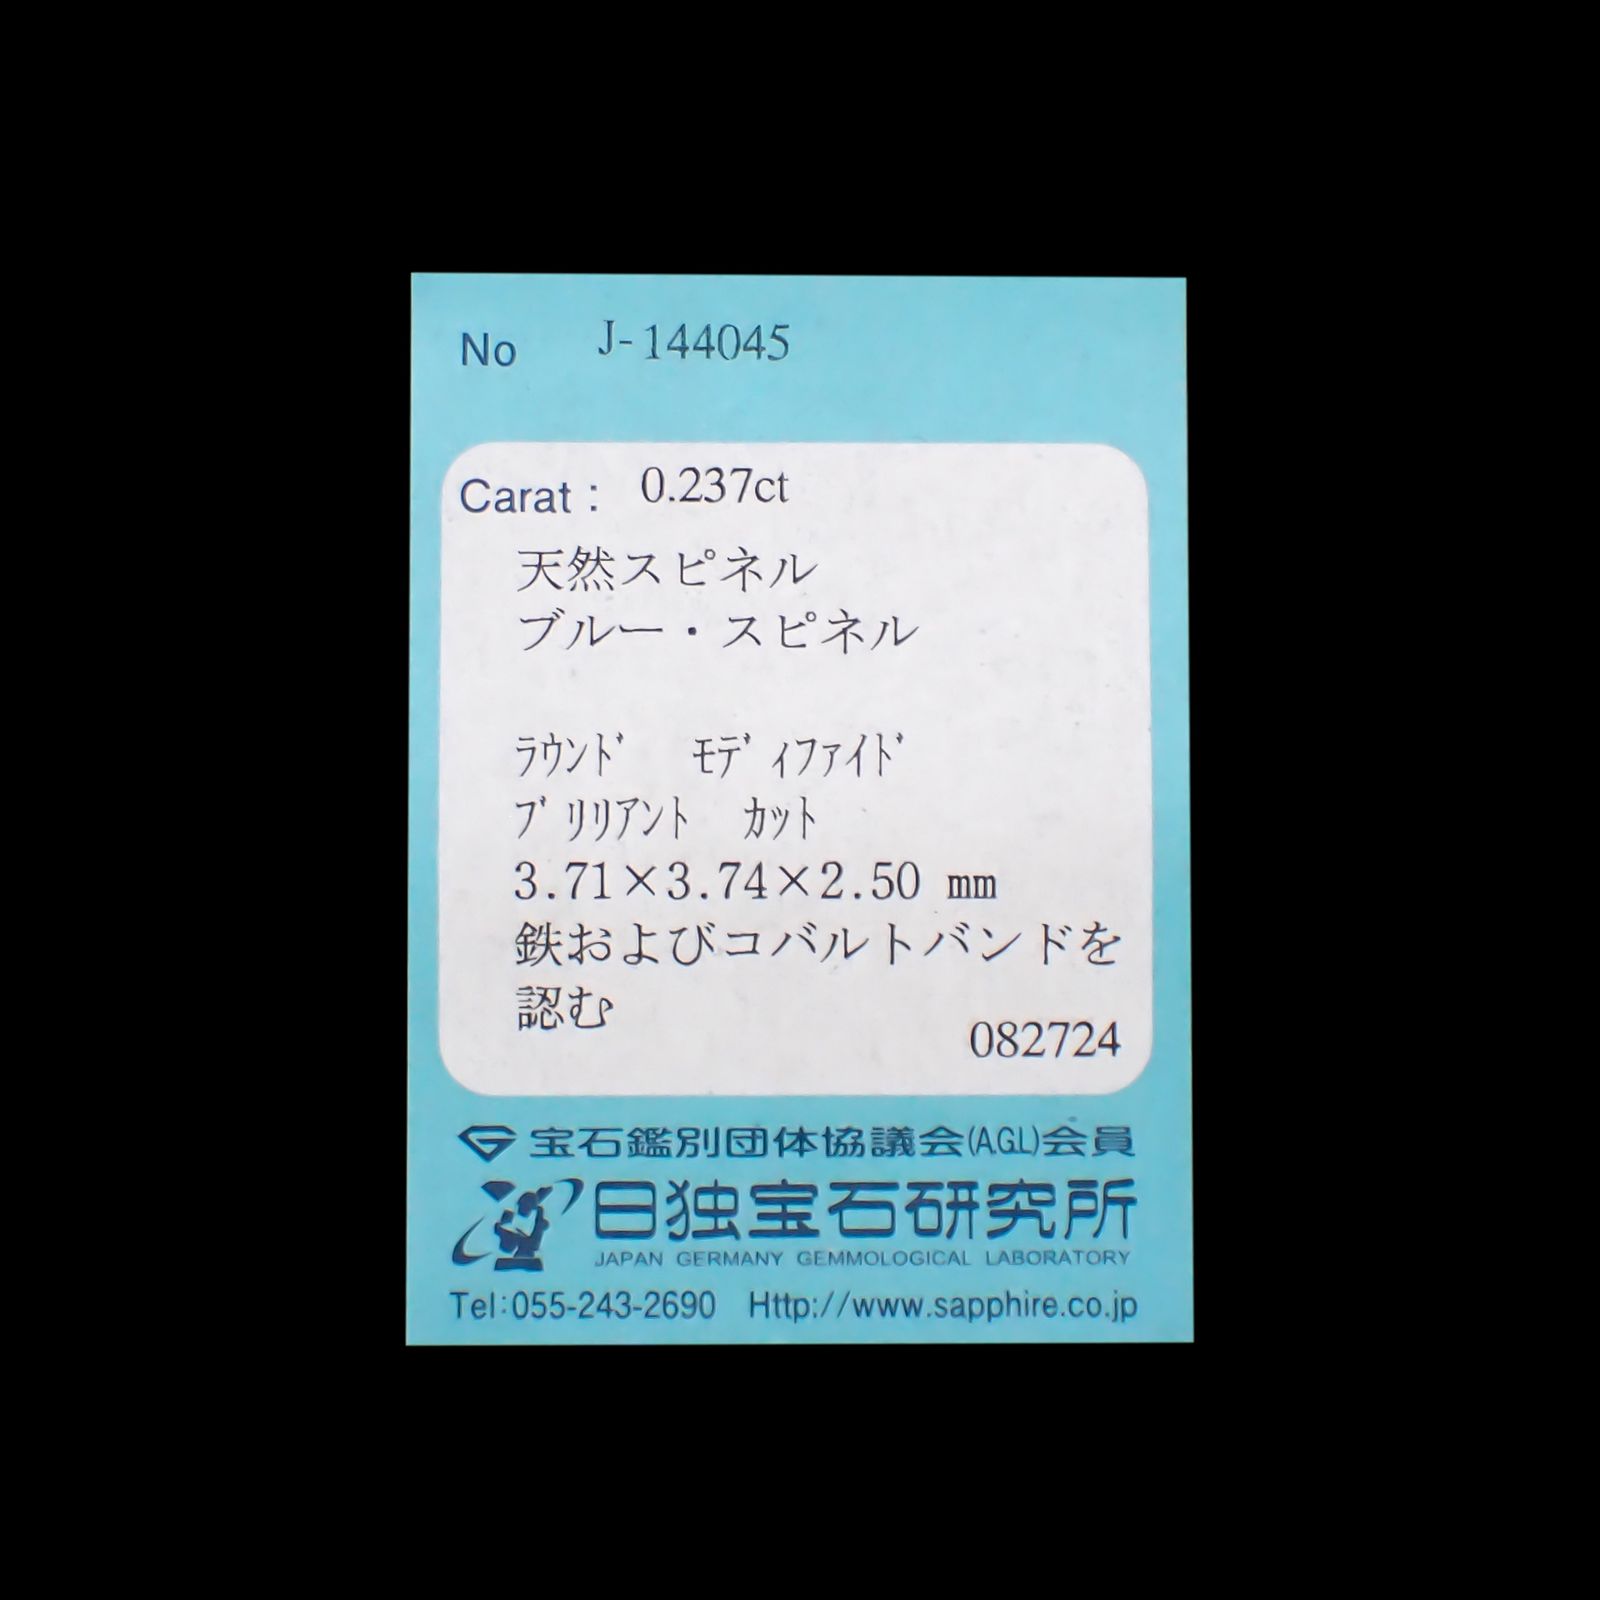 No J-144045
Carat : 0.237ct
天然スピネル
ブルー・スピネル
ﾗｳﾝﾄﾞ ﾓﾃﾞｨﾌｧｲﾄﾞ
ﾌﾞﾘﾘｱﾝﾄ ｶｯﾄ
3.71×3.74×2.50 mm
鉄およびコバルトバンドを
認む
082724
宝石鑑別団体協議会(A.G.L)会員
日独宝石研究所
JAPAN GERMANY GEMMOLOGICAL LABORATORY
Tel:055-243-2690 Http://www.sapphire.co.jp